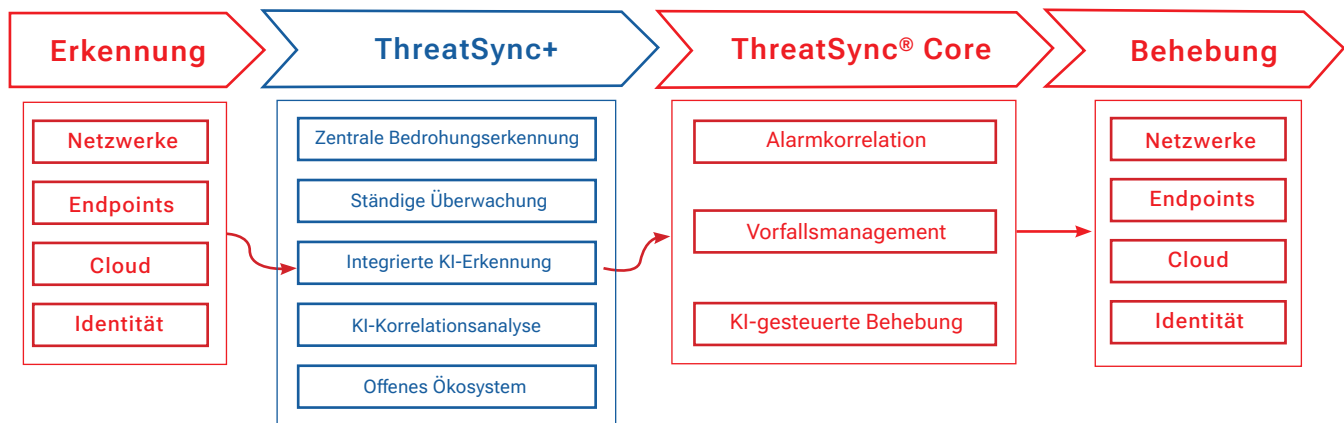 Erkennung
ThreatSync+
ThreatSync® Core
Behebung
Netzwerke
Endpoints
Cloud
Identität
Zentrale Bedrohungserkennung
Ständige Überwachung
Integrierte KI-Erkennung
KI-Korrelationsanalyse
Offenes Ökosystem
Alarmkorrelation
Vorfallsmanagement
KI-gesteuerte Behebung
Netzwerke
Endpoints
Cloud
Identität